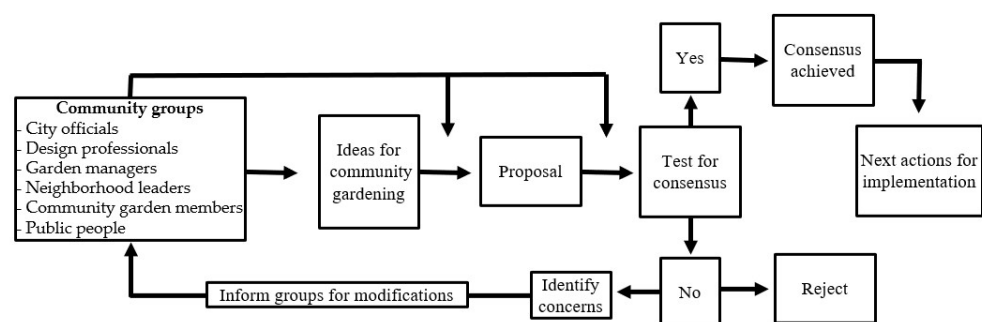 Community groups
- City officials
- Design professionals
- Garden managers
- Neighborhood leaders
- Community garden members
- Public people
Ideas for
community
gardening
Proposal
Test for
consensus
Yes
Consensus
achieved
Next actions for
implementation
No
Reject
Identify
concerns
Inform groups for modifications